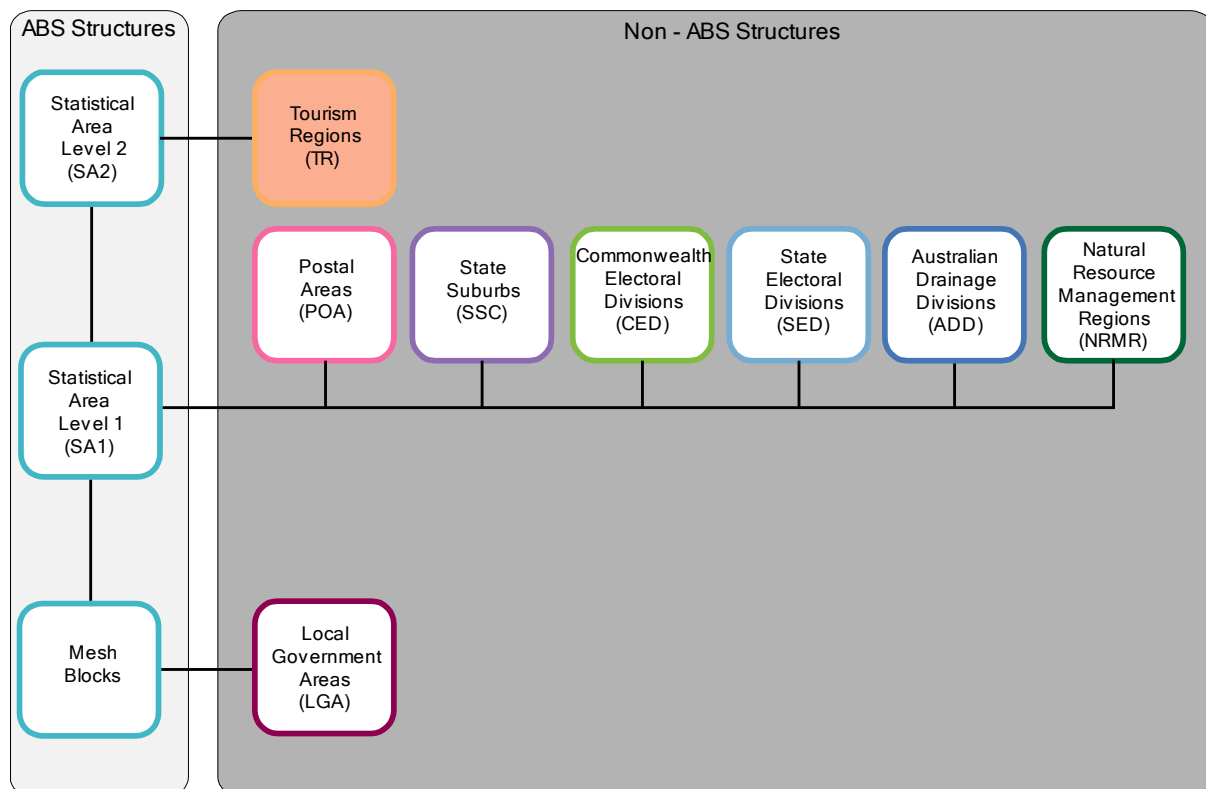 ABS Structures
Non - ABS Structures
Statistical
Area
Level 2
(SA2)
Tourism
Regions
(TR)
Postal
Areas
(POA)
State
Suburbs
(SSC)
Commonwealth
Electoral
Divisions
(CED)
State
Electoral
Divisions
(SED)
Australian
Drainage
Divisions
(ADD)
Natural
Resource
Management
Regions
(NRMR)
Statistical
Area
Level 1
(SA1)
Mesh
Blocks
Local
Government
Areas
(LGA)